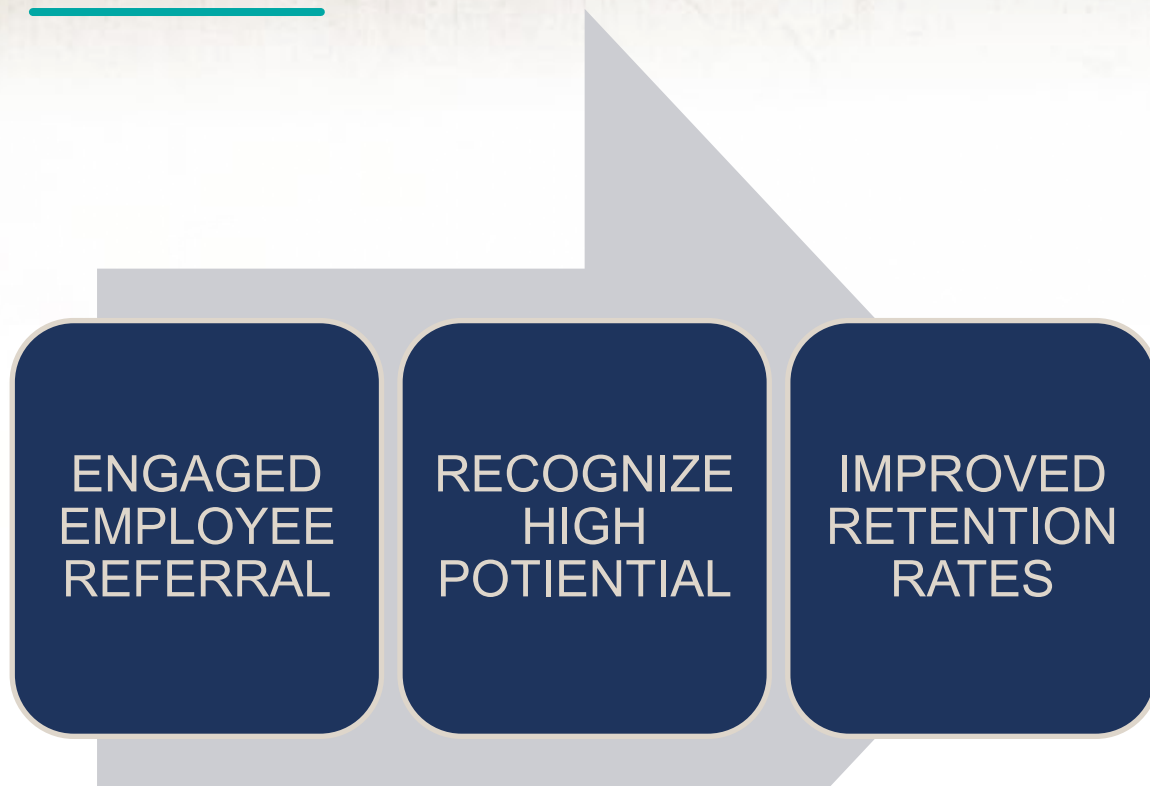 ENGAGED
EMPLOYEE
REFERRAL
RECOGNIZE
HIGH
POTIENTIAL
IMPROVED
RETENTION
RATES